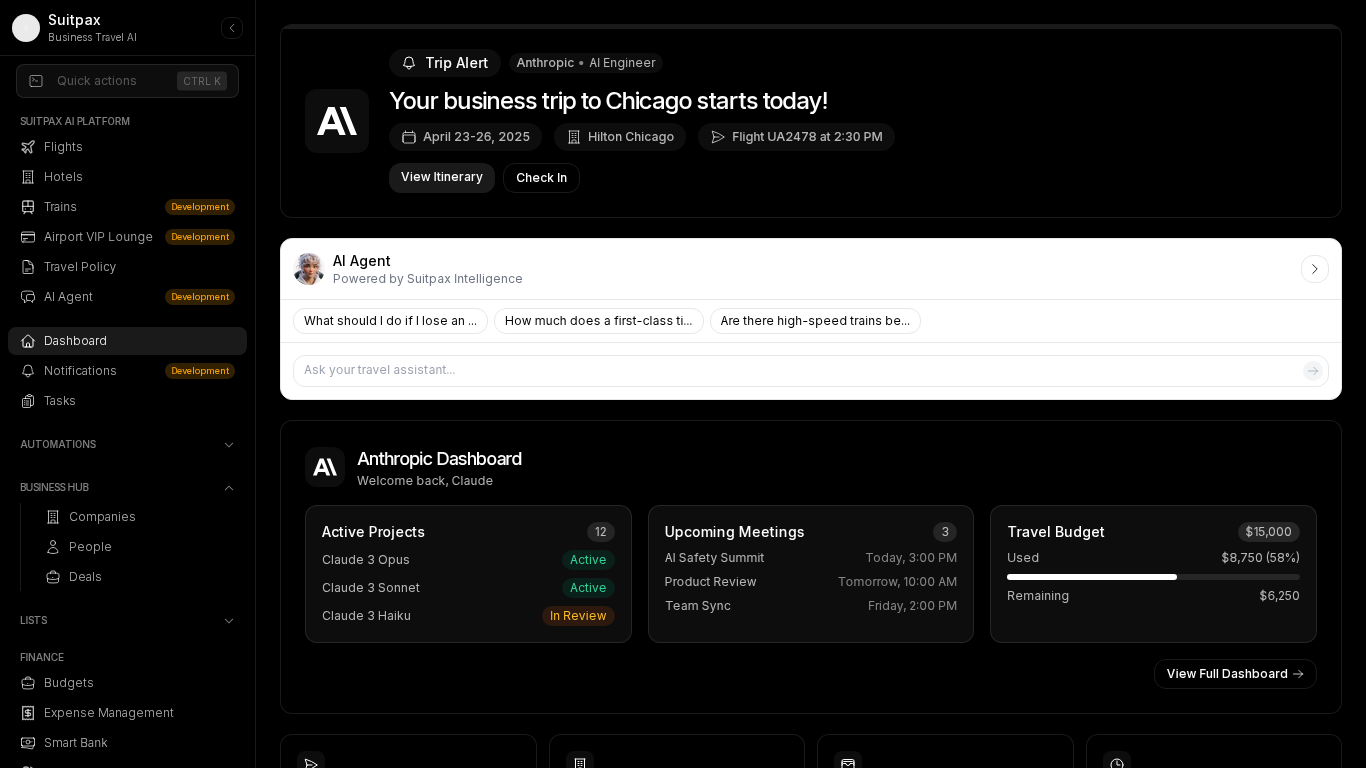 Suitpax
Business Travel AI
Quick actions CTRL K
SUITPAX AI PLATFORM
Flights
Hotels
Trains Development
Airport VIP Lounge Development
Travel Policy
AI Agent Development
Dashboard
Notifications Development
Tasks
AUTOMATIONS
BUSINESS HUB
Companies
People
Deals
LISTS
FINANCE
Budgets
Expense Management
Smart Bank
Trip Alert Anthropic • AI Engineer
Your business trip to Chicago starts today!
April 23-26, 2025 Hilton Chicago Flight UA2478 at 2:30 PM
View Itinerary Check In
AI Agent
Powered by Suitpax Intelligence
What should I do if I lose an ... How much does a first-class ti... Are there high-speed trains be...
Ask your travel assistant...
Anthropic Dashboard
Welcome back, Claude
Active Projects 12
Claude 3 Opus Active
Claude 3 Sonnet Active
Claude 3 Haiku In Review
Upcoming Meetings 3
AI Safety Summit Today, 3:00 PM
Product Review Tomorrow, 10:00 AM
Team Sync Friday, 2:00 PM
Travel Budget $15,000
Used $8,750 (58%)
Remaining $6,250
View Full Dashboard